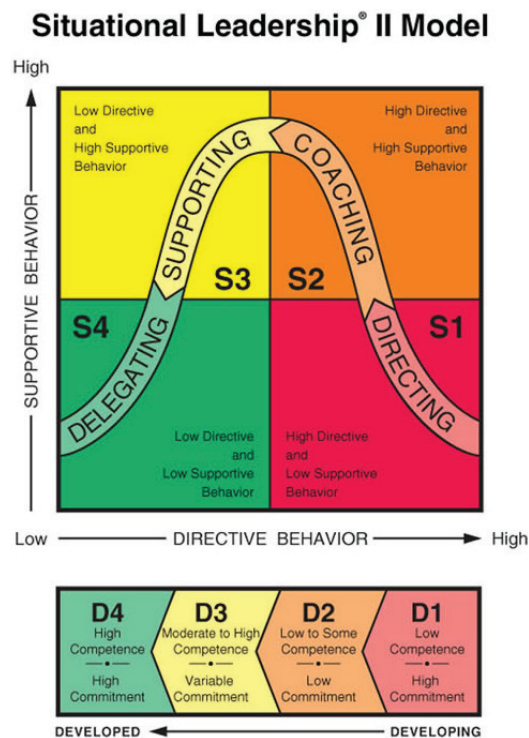 Situational Leadership® II Model
High
SUPPORTIVE BEHAVIOR
Low Directive
and
High Supportive
Behavior
High Directive
and
High Supportive
Behavior
SUPPORTING
COACHING
S3
S2
S4
S1
DELEGATING
DIRECTING
Low Directive
and
Low Supportive
Behavior
High Directive
and
Low Supportive
Behavior
Low
DIRECTIVE BEHAVIOR
High
D4
High
Competence
High
Commitment
D3
Moderate to High
Competence
Variable
Commitment
D2
Low to Some
Competence
Low
Commitment
D1
Low
Competence
High
Commitment
DEVELOPED
DEVELOPING